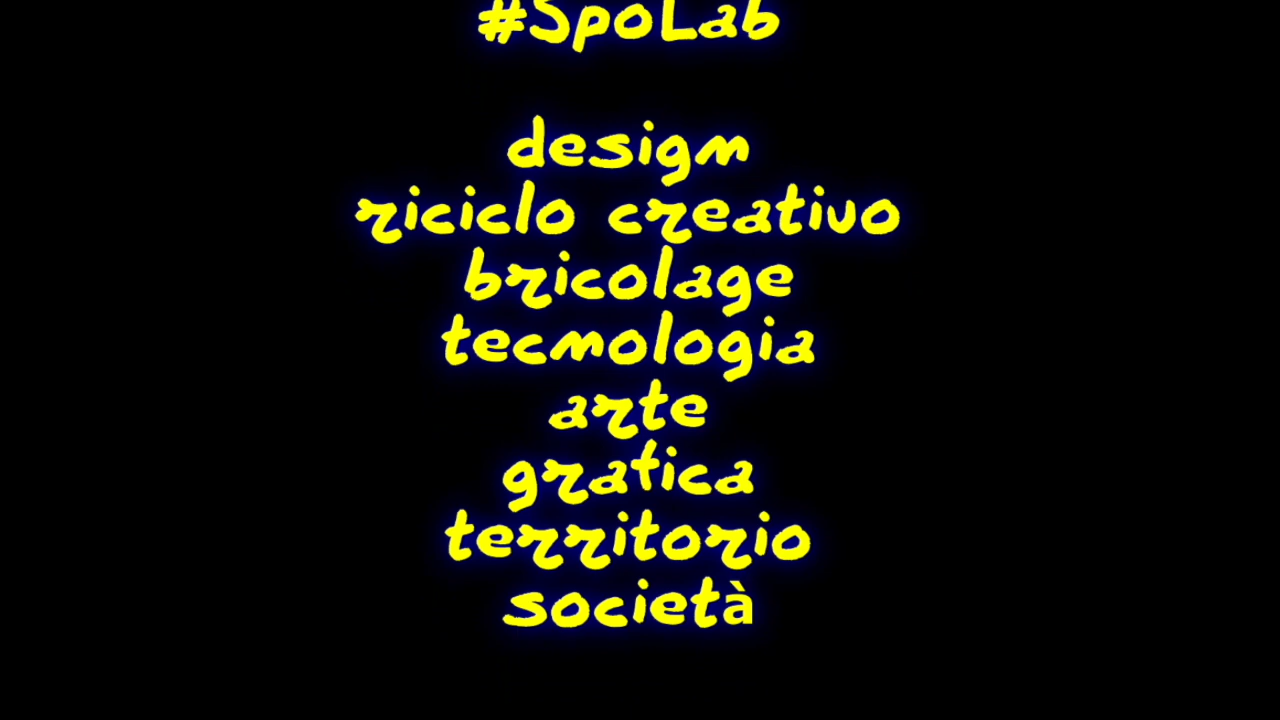 #SpoLab
design
riciclo creativo
bricolage
tecnologia
arte
grafica
territorio
società